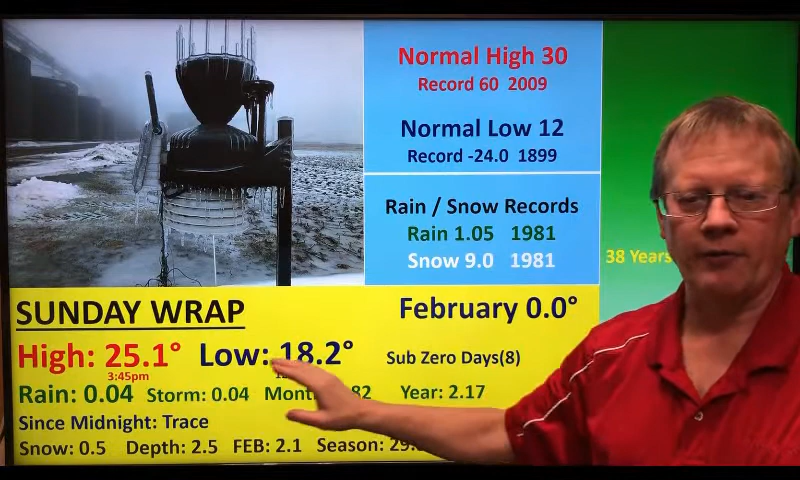 Normal High 30
Record 60 2009
Normal Low 12
Record -24.0 1899
Rain / Snow Records
Rain 1.05 1981
Snow 9.0 1981
38 Years
SUNDAY WRAP
February 0.0°
High: 25.1° Low: 18.2°
Sub Zero Days(8)
3:45pm
Rain: 0.04 Storm: 0.04 Year: 2.17
Since Midnight: Trace
Snow: 0.5 Depth: 2.5 FEB: 2.1 Season: